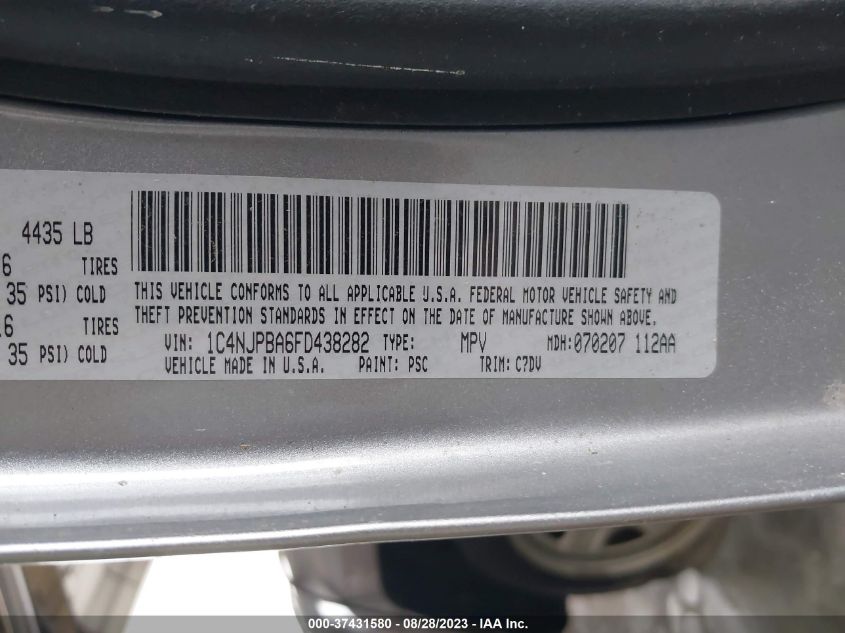 4435 LB
6 TIRES
35 PSI) COLD
16 TIRES
35 PSI) COLD
THIS VEHICLE CONFORMS TO ALL APPLICABLE U.S.A. FEDERAL MOTOR VEHICLE SAFETY AND
THEFT PREVENTION STANDARDS IN EFFECT ON THE DATE OF MANUFACTURE SHOWN ABOVE.
VIN: 1C4NJPBA6FD438282 TYPE: MPV MDH:070207 112AA
VEHICLE MADE IN U.S.A. PAINT: PSC TRIM: C7DV
000-37431580 - 08/28/2023 - A America, Inc.